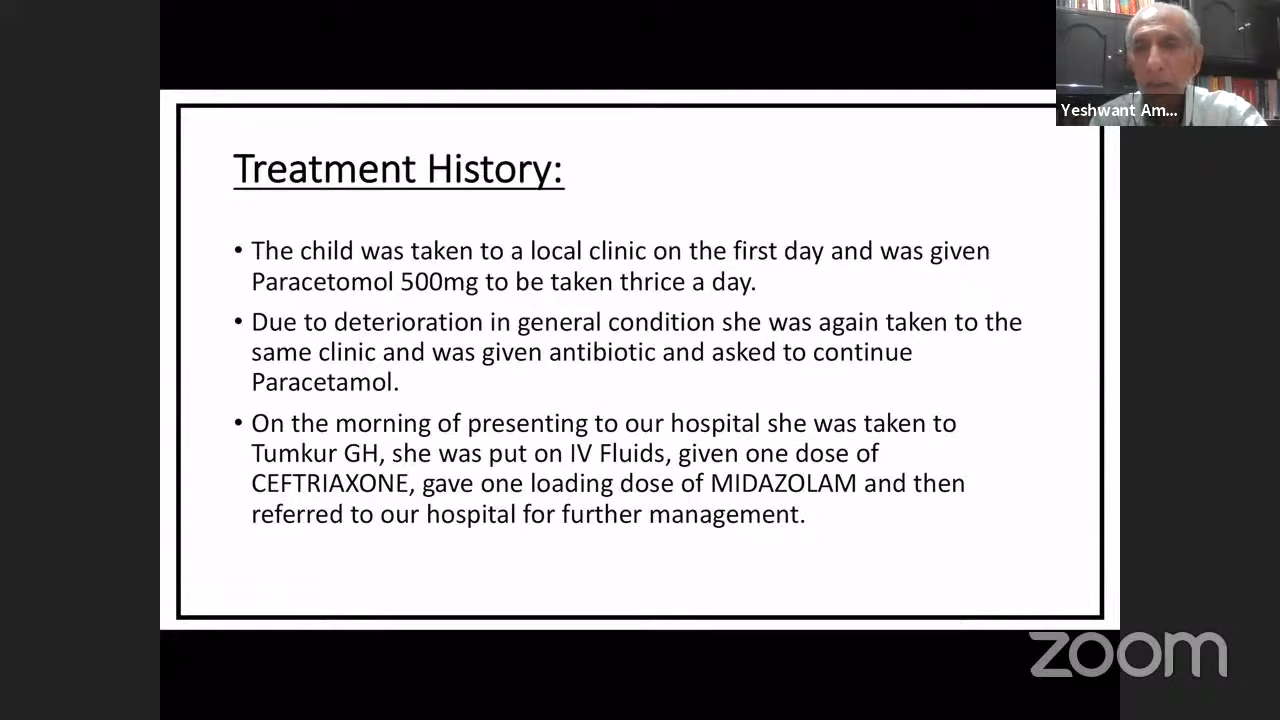 Yeshwant Am...
Treatment History:
• The child was taken to a local clinic on the first day and was given
Paracetomol 500mg to be taken thrice a day.
• Due to deterioration in general condition she was again taken to the
same clinic and was given antibiotic and asked to continue
Paracetamol.
• On the morning of presenting to our hospital she was taken to
Tumkur GH, she was put on IV Fluids, given one dose of
CEFTRIAXONE, gave one loading dose of MIDAZOLAM and then
referred to our hospital for further management.
zoom